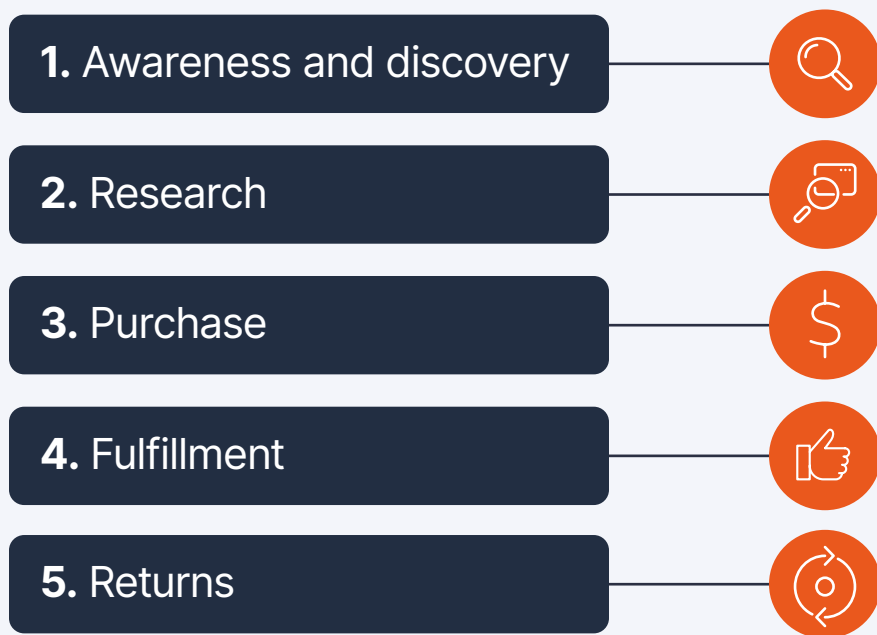 1. Awareness and discovery
2. Research
3. Purchase
4. Fulfillment
5. Returns